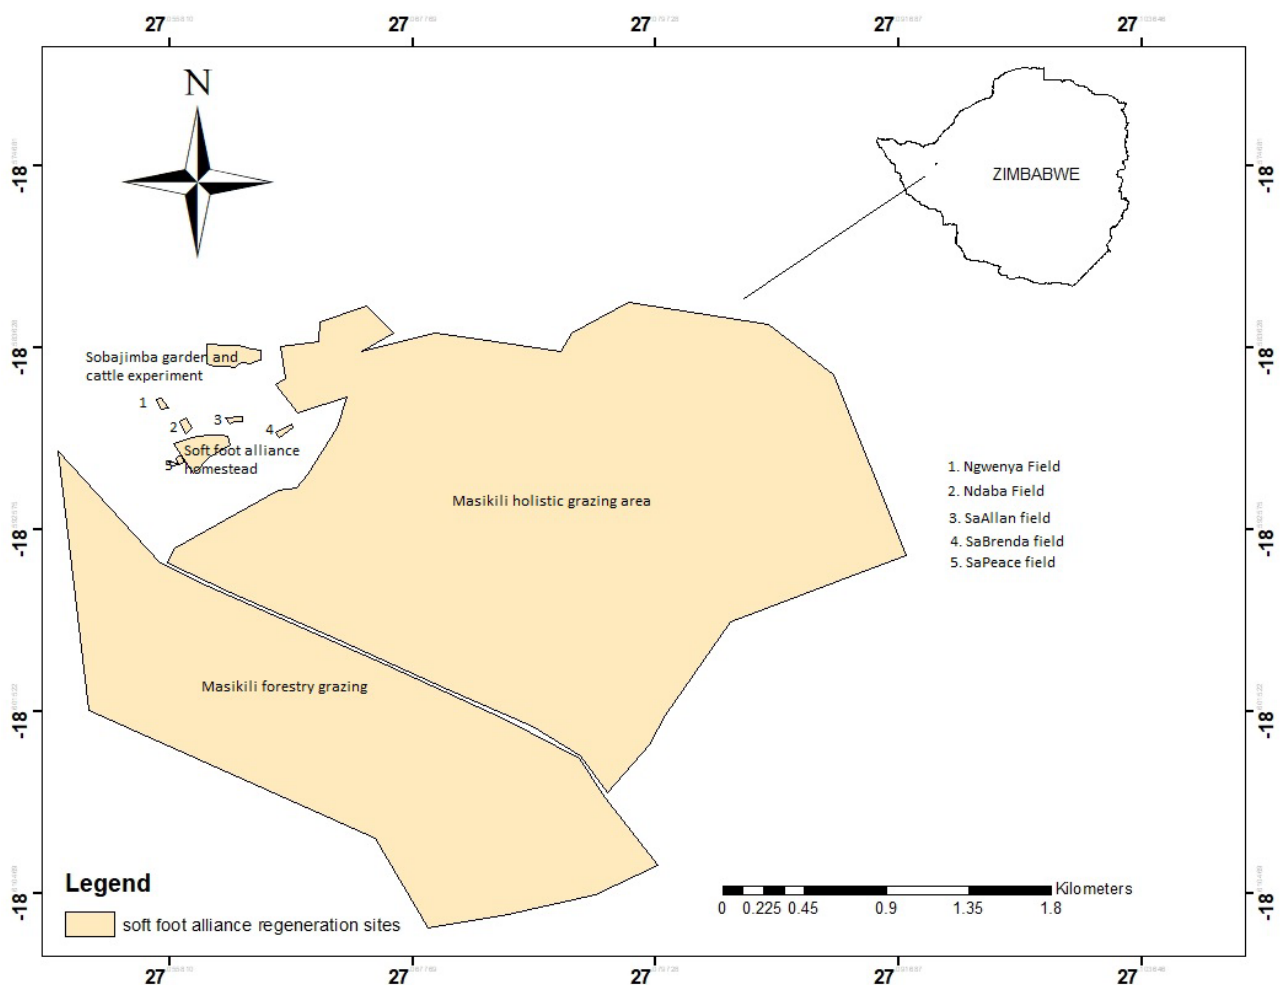 27 27 27 27 27
N
-18 -18
ZIMBABWE
-18 -18
Sobajimba garden and
cattle experiment
1
2
3
4
Soft foot alliance
5
homestead
Masikili holistic grazing area
1. Ngwenya Field
2. Ndaba Field
3. SaAllan field
4. SaBrenda field
5. SaPeace field
-18 -18
Masikili forestry grazing
-18 -18
Legend
soft foot alliance regeneration sites
Kilometers
0 0.225 0.45 0.9 1.35 1.8
-18 -18
27 27 27 27 27